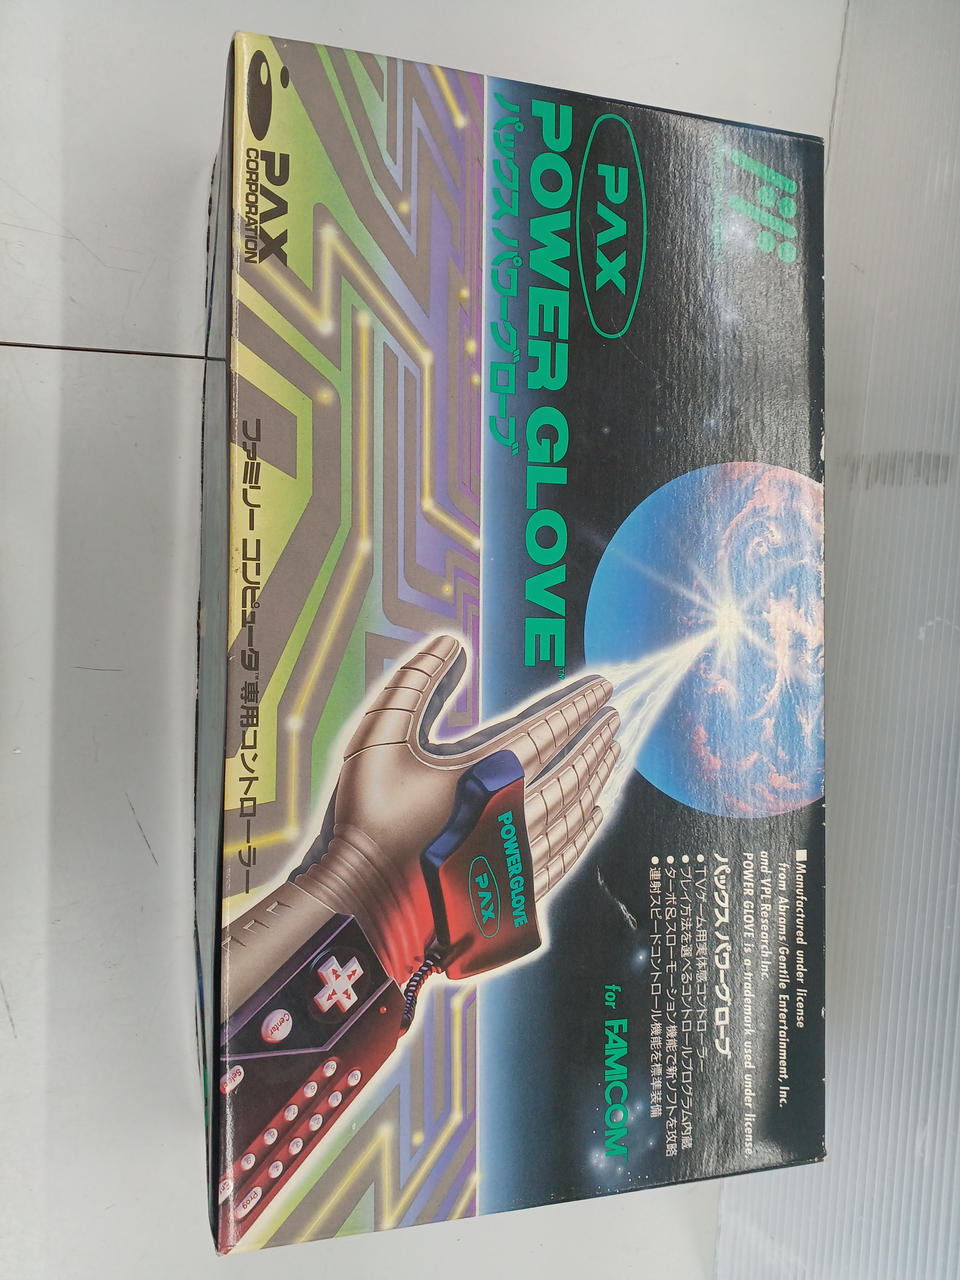 PAX
POWER GLOVE™
パックス パワーグローブ
■Manufactured under license
from Abrams/Gentile Entertainment, Inc.
and VPL Research Inc.
POWER GLOVE is a trademark used under license.
パックス パワーグローブ
●TVゲーム用実体感コントローラー
●プレイ方法を選べるコントロールプログラム内蔵
●ターボ&スローモーション機能で新ソフトを攻略
●連射スピードコントロール機能を標準装備
for FAMICOM
POWER GLOVE
PAX
Center
Select
Prog
PAX
CORPORATION
ファミリー コンピュータ™専用コントローラー